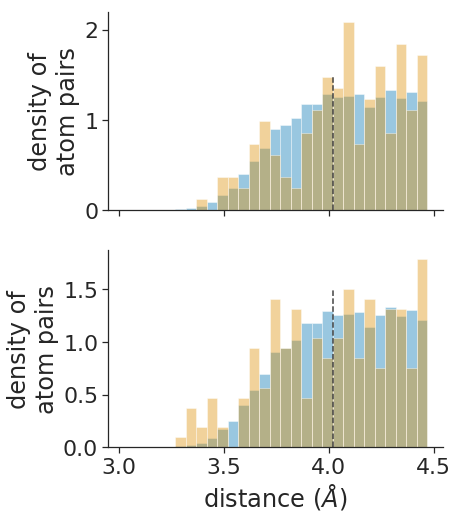 2
density of
atom pairs
1
0
1.5
density of
atom pairs
1.0
0.5
0.0
3.0 3.5 4.0 4.5
distance (Å)